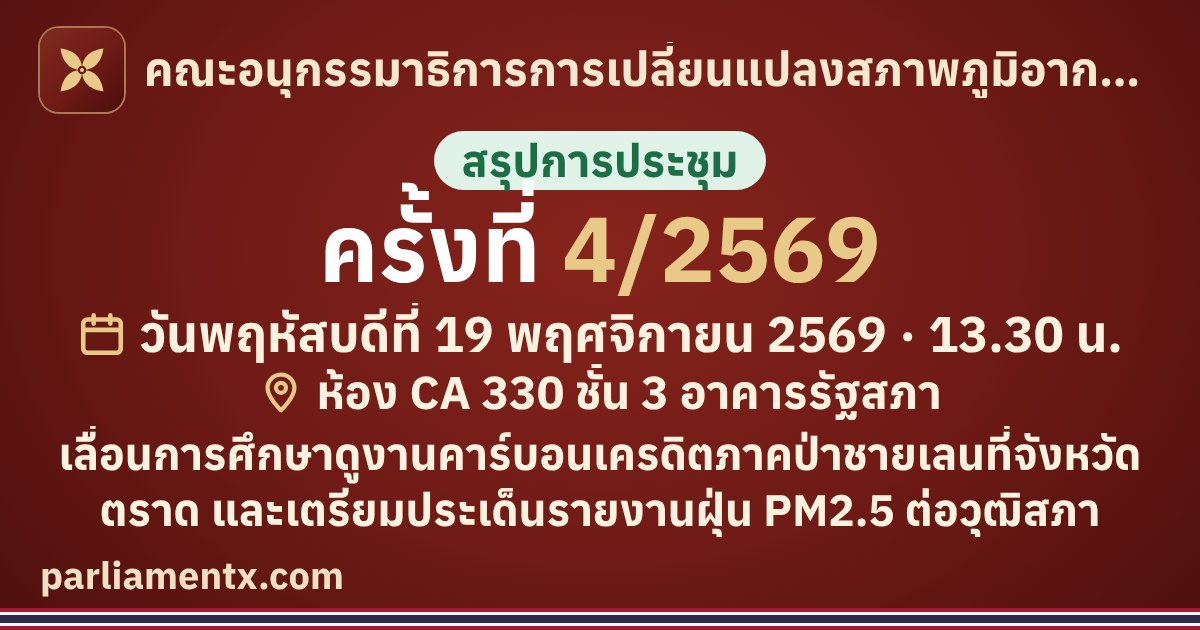 คณะอนุกรรมาธิการการเปลี่ยนแปลงสภาพภูมิอาก...
สรุปการประชุม
ครั้งที่ 4/2569
วันพฤหัสบดีที่ 19 พฤศจิกายน 2569 · 13.30 น.
ห้อง CA 330 ชั้น 3 อาคารรัฐสภา
เลื่อนการศึกษาดูงานคาร์บอนเครดิตภาคป่าชายเลนที่จังหวัด
ตราด และเตรียมประเด็นรายงานฝุ่น PM2.5 ต่อวุฒิสภา
parliamentx.com